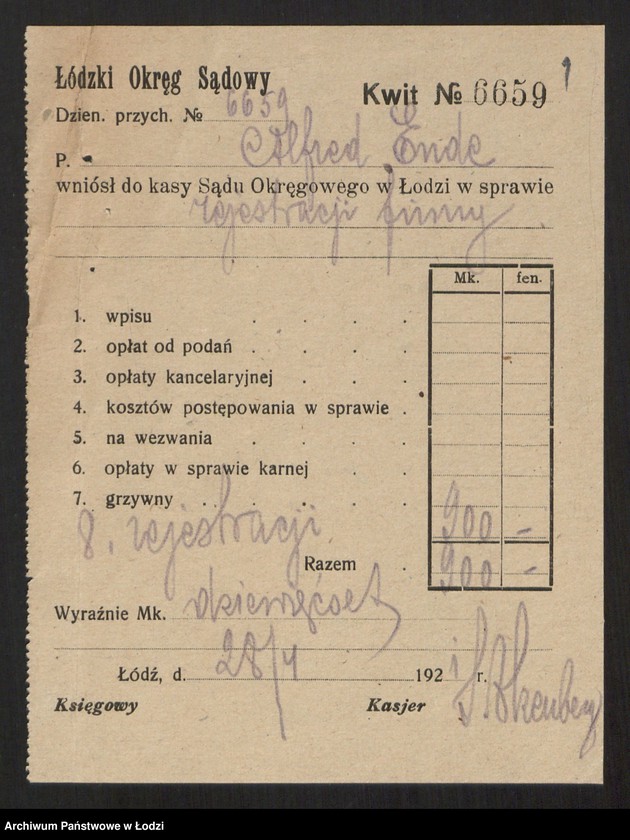 1
Łódzki Okręg Sądowy
Kwit № 6659
Dzien. przych. № 6659
P. Alfred Ende
wniósł do kasy Sądu Okręgowego w Łodzi w sprawie
rejestracji firmy
Mk. fen.
1. wpisu . . . .
2. opłat od podań . . . .
3. opłaty kancelaryjnej . . .
4. kosztów postępowania w sprawie .
5. na wezwania . . . .
6. opłaty w sprawie karnej . .
7. grzywny . . . . .
8. rejestracji 900 -
Razem . 900 -
Wyraźnie Mk. dziewięćset
Łódź, d. 28/4 1921 r.
Księgowy Kasjer
Archiwum Państwowe w Łodzi